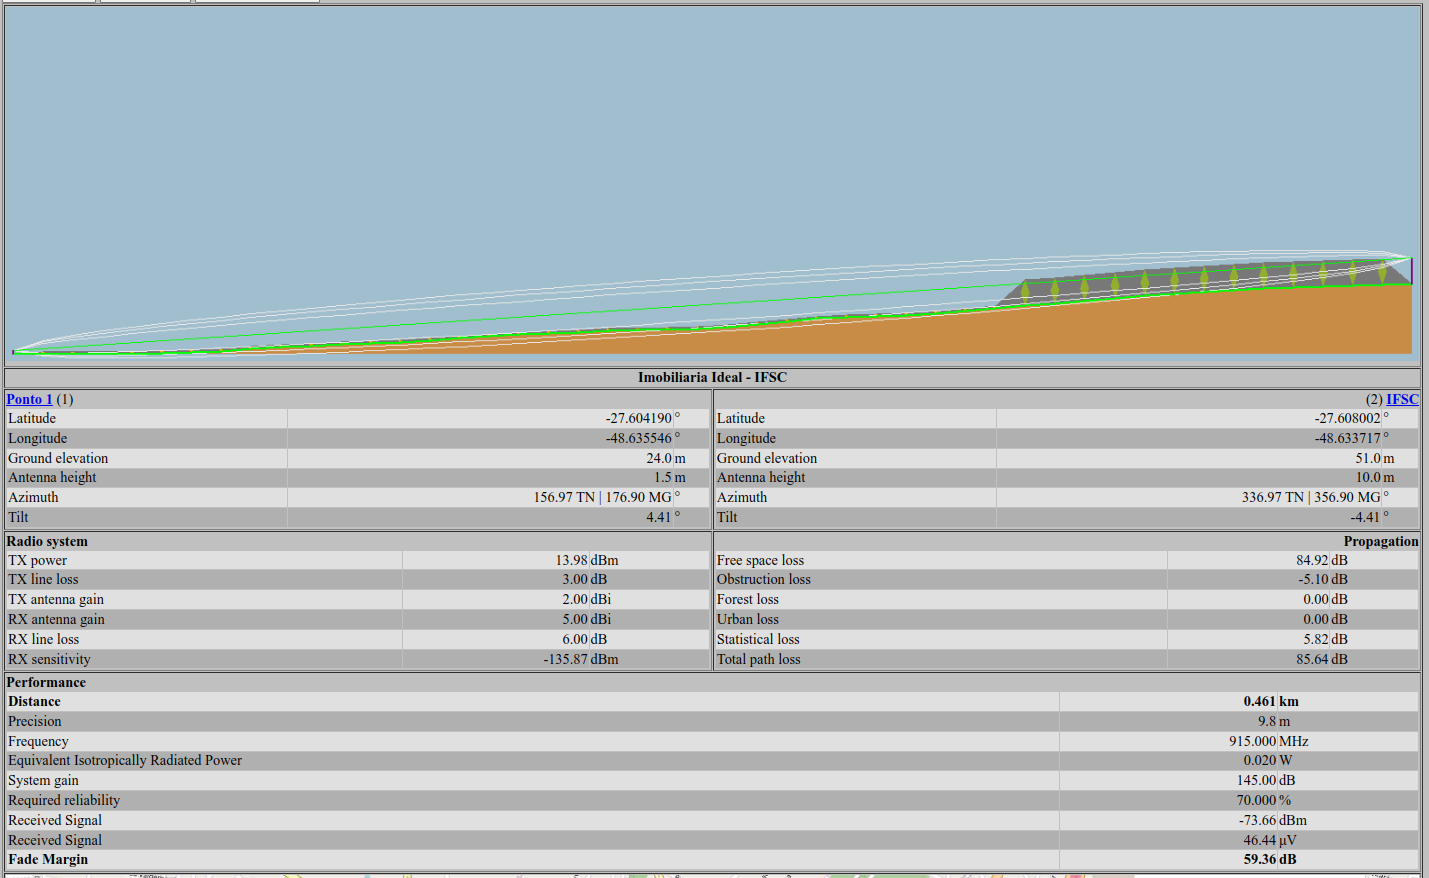 Imobiliaria Ideal - IFSC
Ponto 1 (1) (2) IFSC
Latitude -27.604190 ° Latitude -27.608002 °
Longitude -48.635546 ° Longitude -48.633717 °
Ground elevation 24.0 m Ground elevation 51.0 m
Antenna height 1.5 m Antenna height 10.0 m
Azimuth 156.97 TN | 176.90 MG ° Azimuth 336.97 TN | 356.90 MG °
Tilt 4.41 ° Tilt -4.41 °
Radio system Propagation
TX power 13.98 dBm Free space loss 84.92 dB
TX line loss 3.00 dB Obstruction loss -5.10 dB
TX antenna gain 2.00 dBi Forest loss 0.00 dB
RX antenna gain 5.00 dBi Urban loss 0.00 dB
RX line loss 6.00 dB Statistical loss 5.82 dB
RX sensitivity -135.87 dBm Total path loss 85.64 dB
Performance
Distance 0.461 km
Precision 9.8 m
Frequency 915.000 MHz
Equivalent Isotropically Radiated Power 0.020 W
System gain 145.00 dB
Required reliability 70.000 %
Received Signal -73.66 dBm
Received Signal 46.44 µV
Fade Margin 59.36 dB